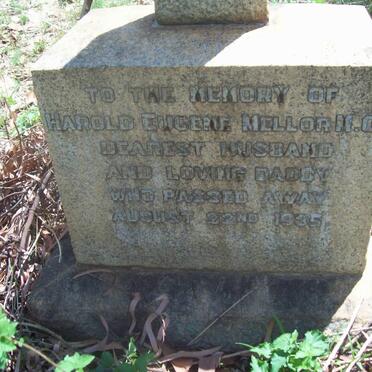 TO THE MEMORY OF
HAROLD EUGENE MELLOR M.C
DEAREST HUSBAND
AND LOVING DADDY
WHO PASSED AWAY
AUGUST 22ND 1935